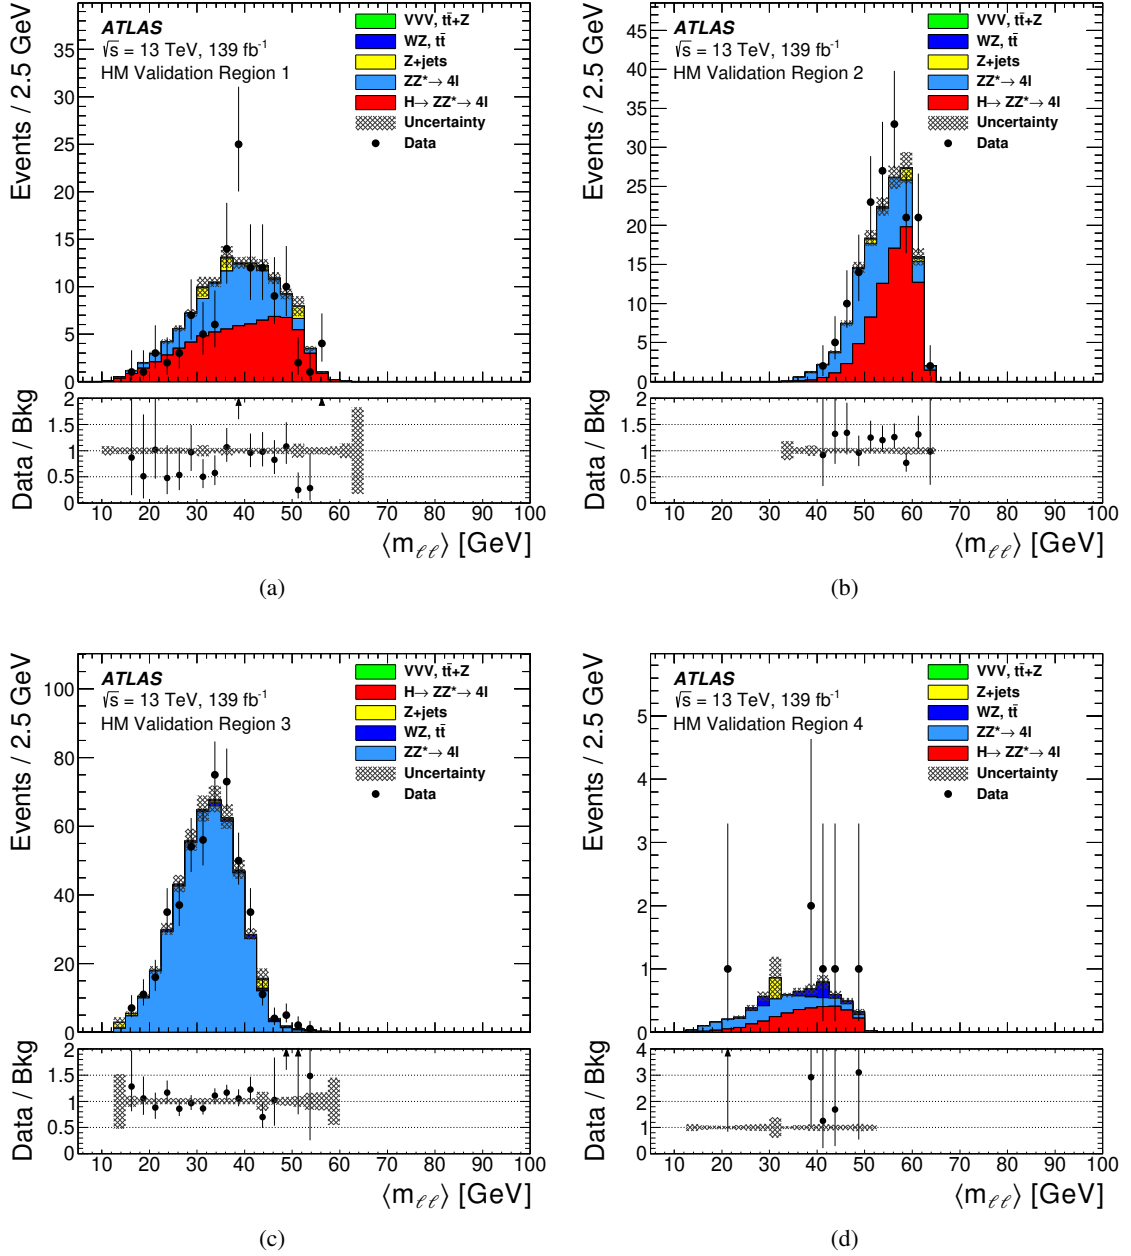 ATLAS
√s = 13 TeV, 139 fb⁻¹
HM Validation Region 1
VVV, tt̄+Z
WZ, tt̄
Z+jets
ZZ*→ 4l
H→ ZZ*→ 4l
Uncertainty
Data
Events / 2.5 GeV
0 5 10 15 20 25 30 35
Data / Bkg
0 0.5 1 1.5 2
10 20 30 40 50 60 70 80 90 100
⟨m_ℓℓ⟩ [GeV]
(a)
ATLAS
√s = 13 TeV, 139 fb⁻¹
HM Validation Region 2
VVV, tt̄+Z
WZ, tt̄
Z+jets
ZZ*→ 4l
H→ ZZ*→ 4l
Uncertainty
Data
Events / 2.5 GeV
0 5 10 15 20 25 30 35 40 45
Data / Bkg
0 0.5 1 1.5 2
10 20 30 40 50 60 70 80 90 100
⟨m_ℓℓ⟩ [GeV]
(b)
ATLAS
√s = 13 TeV, 139 fb⁻¹
HM Validation Region 3
VVV, tt̄+Z
H→ ZZ*→ 4l
Z+jets
WZ, tt̄
ZZ*→ 4l
Uncertainty
Data
Events / 2.5 GeV
0 20 40 60 80 100
Data / Bkg
0 0.5 1 1.5 2
10 20 30 40 50 60 70 80 90 100
⟨m_ℓℓ⟩ [GeV]
(c)
ATLAS
√s = 13 TeV, 139 fb⁻¹
HM Validation Region 4
VVV, tt̄+Z
Z+jets
WZ, tt̄
ZZ*→ 4l
H→ ZZ*→ 4l
Uncertainty
Data
Events / 2.5 GeV
0 1 2 3 4 5
Data / Bkg
0 1 2 3 4
10 20 30 40 50 60 70 80 90 100
⟨m_ℓℓ⟩ [GeV]
(d)